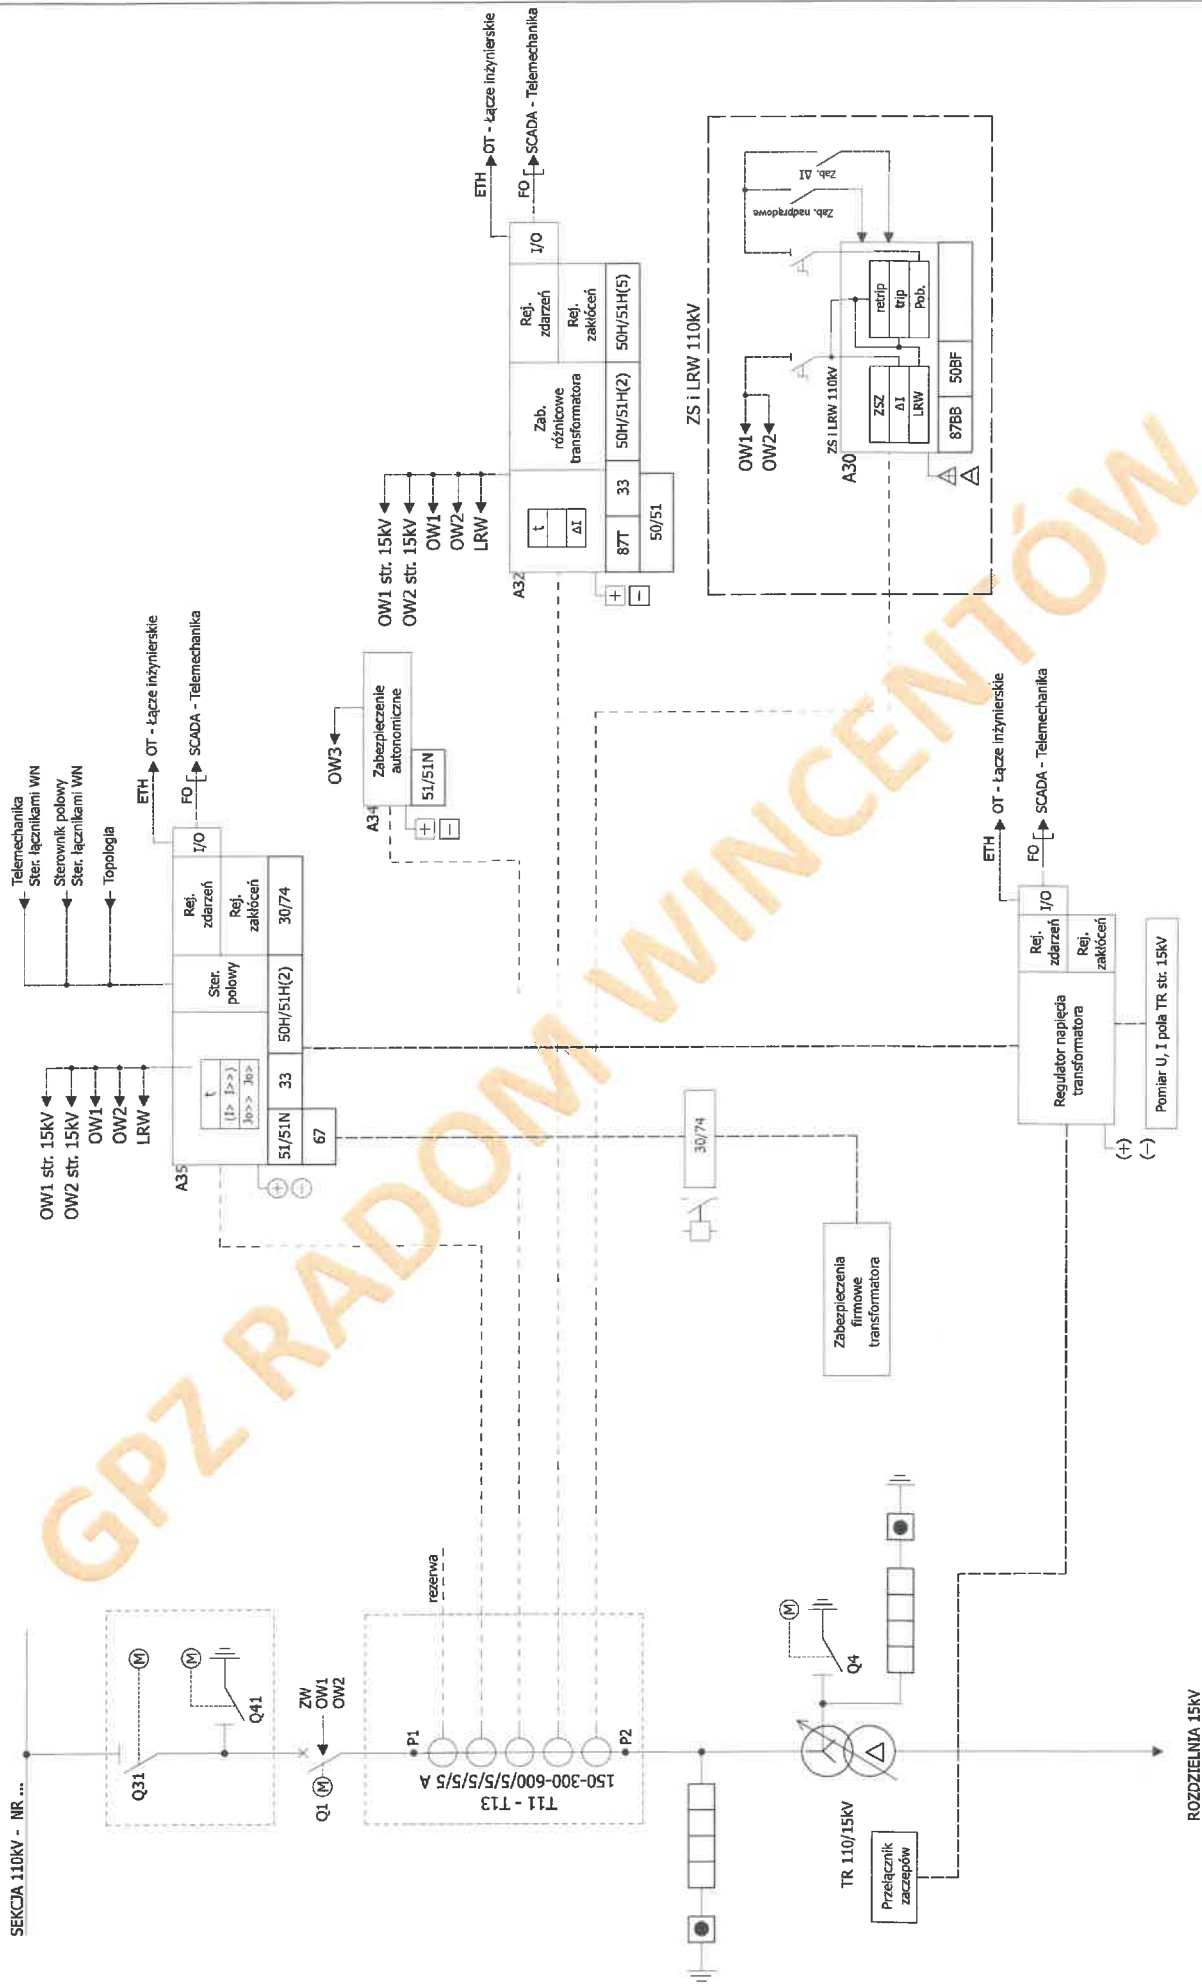 SEKCJA 110kV - NR ...
Q31
M
M
Q41
ZW
OW1
OW2
Q1
M
P1
rezerwa
T11 - T13
150-300-600/5/5/5/5/5 A
P2
TR 110/15kV
M
Q4
Przełącznik
zaczepów
ROZDZIELNIA 15kV
Telemechanika
Ster. łącznikami WN
Sterownik polowy
Ster. łącznikami WN
Topologia
OW1 str. 15kV
OW2 str. 15kV
OW1
OW2
LRW
A35
t
(I> I>>)
Jo>> Jo>
Ster.
polowy
Rej.
zdarzeń
Rej.
zakłóceń
I/O
ETH
OT - Łącze inżynierskie
FO
SCADA - Telemechanika
51/51N
33
50H/51H(2)
30/74
67
+
−
OW3
A34
Zabezpieczenie
autonomiczne
51/51N
+
−
OW1 str. 15kV
OW2 str. 15kV
OW1
OW2
LRW
A32
t
ΔI
Zab.
różnicowe
transformatora
Rej.
zdarzeń
Rej.
zakłóceń
I/O
ETH
OT - Łącze inżynierskie
FO
SCADA - Telemechanika
87T
33
50H/51H(2)
50H/51H(5)
50/51
+
−
ZS i LRW 110kV
OW1
OW2
Zab. nadprądowe
Zab. ΔI
ZS i LRW 110kV
A30
ZSZ
ΔI
LRW
retrip
trip
Pob.
87BB
50BF
30/74
Zabezpieczenia
firmowe
transformatora
Regulator napięcia
transformatora
Rej.
zdarzeń
Rej.
zakłóceń
I/O
ETH
OT - Łącze inżynierskie
FO
SCADA - Telemechanika
(+)
(−)
Pomiar U, I pola TR str. 15kV
GPZ RADOM WINCENTÓW